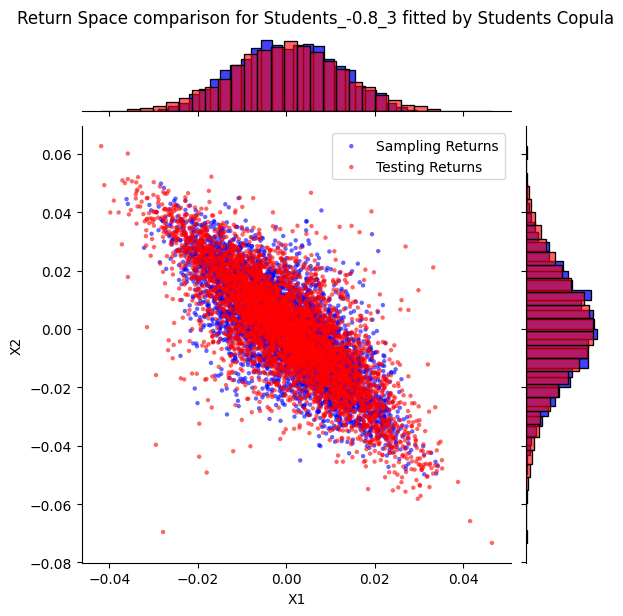 Return Space comparison for Students_-0.8_3 fitted by Students Copula
Sampling Returns
Testing Returns
0.06
0.04
0.02
0.00
−0.02
−0.04
−0.06
−0.08
X2
−0.04
−0.02
0.00
0.02
0.04
X1